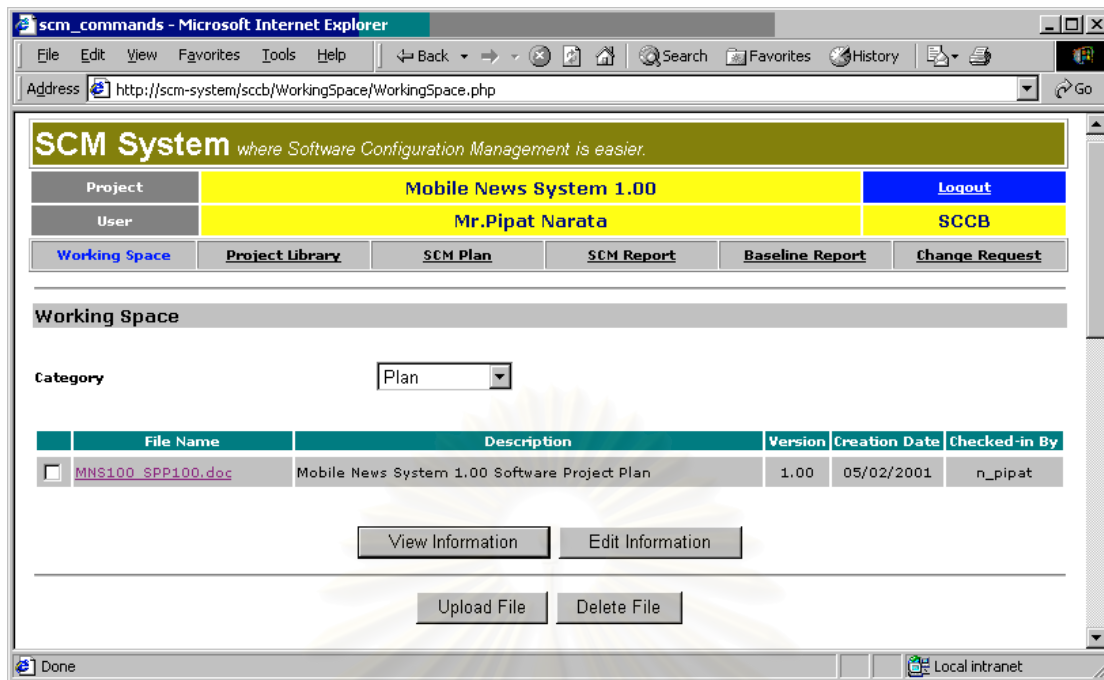 scm_commands - Microsoft Internet Explorer
File Edit View Favorites Tools Help Back Search Favorites History
Address http://scm-system/sccb/WorkingSpace/WorkingSpace.php Go
SCM System where Software Configuration Management is easier.
Project Mobile News System 1.00 Logout
User Mr.Pipat Narata SCCB
Working Space Project Library SCM Plan SCM Report Baseline Report Change Request
Working Space
Category Plan
File Name Description Version Creation Date Checked-in By
MNS100_SPP100.doc Mobile News System 1.00 Software Project Plan 1.00 05/02/2001 n_pipat
View Information Edit Information
Upload File Delete File
Done Local intranet